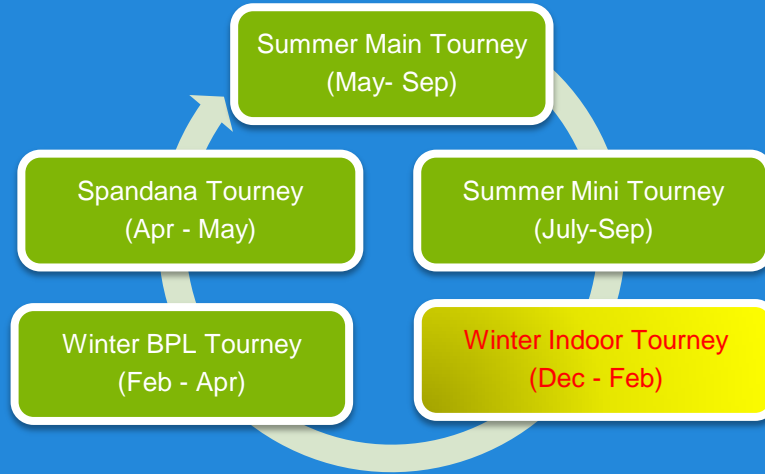 Summer Main Tourney
(May- Sep)
Spandana Tourney
(Apr - May)
Summer Mini Tourney
(July-Sep)
Winter BPL Tourney
(Feb - Apr)
Winter Indoor Tourney
(Dec - Feb)